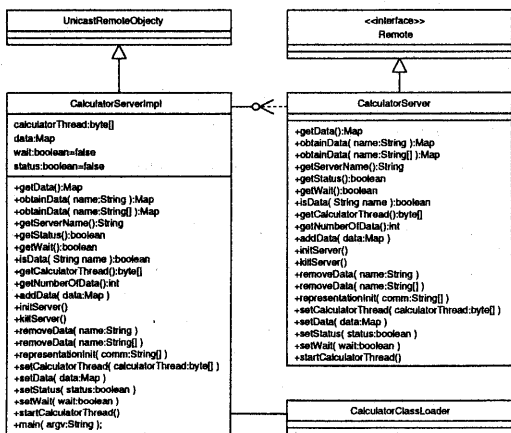 UnicastRemoteObjecty
<<interface>>
Remote
CalculatorServerImpl
calculatorThread:byte[]
data:Map
wait:boolean=false
status:boolean=false
+getData():Map
+obtainData( name:String ):Map
+obtainData( name:String[] ):Map
+getServerName():String
+getStatus():boolean
+getWait():boolean
+isData( String name ):boolean
+getCalculatorThread():byte[]
+getNumberOfData():int
+addData( data:Map )
+initServer()
+killServer()
+removeData( name:String )
+removeData( name:String[] )
+representationInit( comm:String[] )
+setCalculatorThread( calculatorThread:byte[] )
+setData( data:Map )
+setStatus( status:boolean )
+setWait( wait:boolean )
+startCalculatorThread()
+main( argv:String );
CalculatorServer
+getData():Map
+obtainData( name:String ):Map
+obtainData( name:String[] ):Map
+getServerName():String
+getStatus():boolean
+getWait():boolean
+isData( String name ):boolean
+getCalculatorThread():byte[]
+getNumberOfData():int
+addData( data:Map )
+initServer()
+killServer()
+removeData( name:String )
+removeData( name:String[] )
+representationInit( comm:String[] )
+setCalculatorThread( calculatorThread:byte[] )
+setData( data:Map )
+setStatus( status:boolean )
+setWait( wait:boolean )
+startCalculatorThread()
CalculatorClassLoader